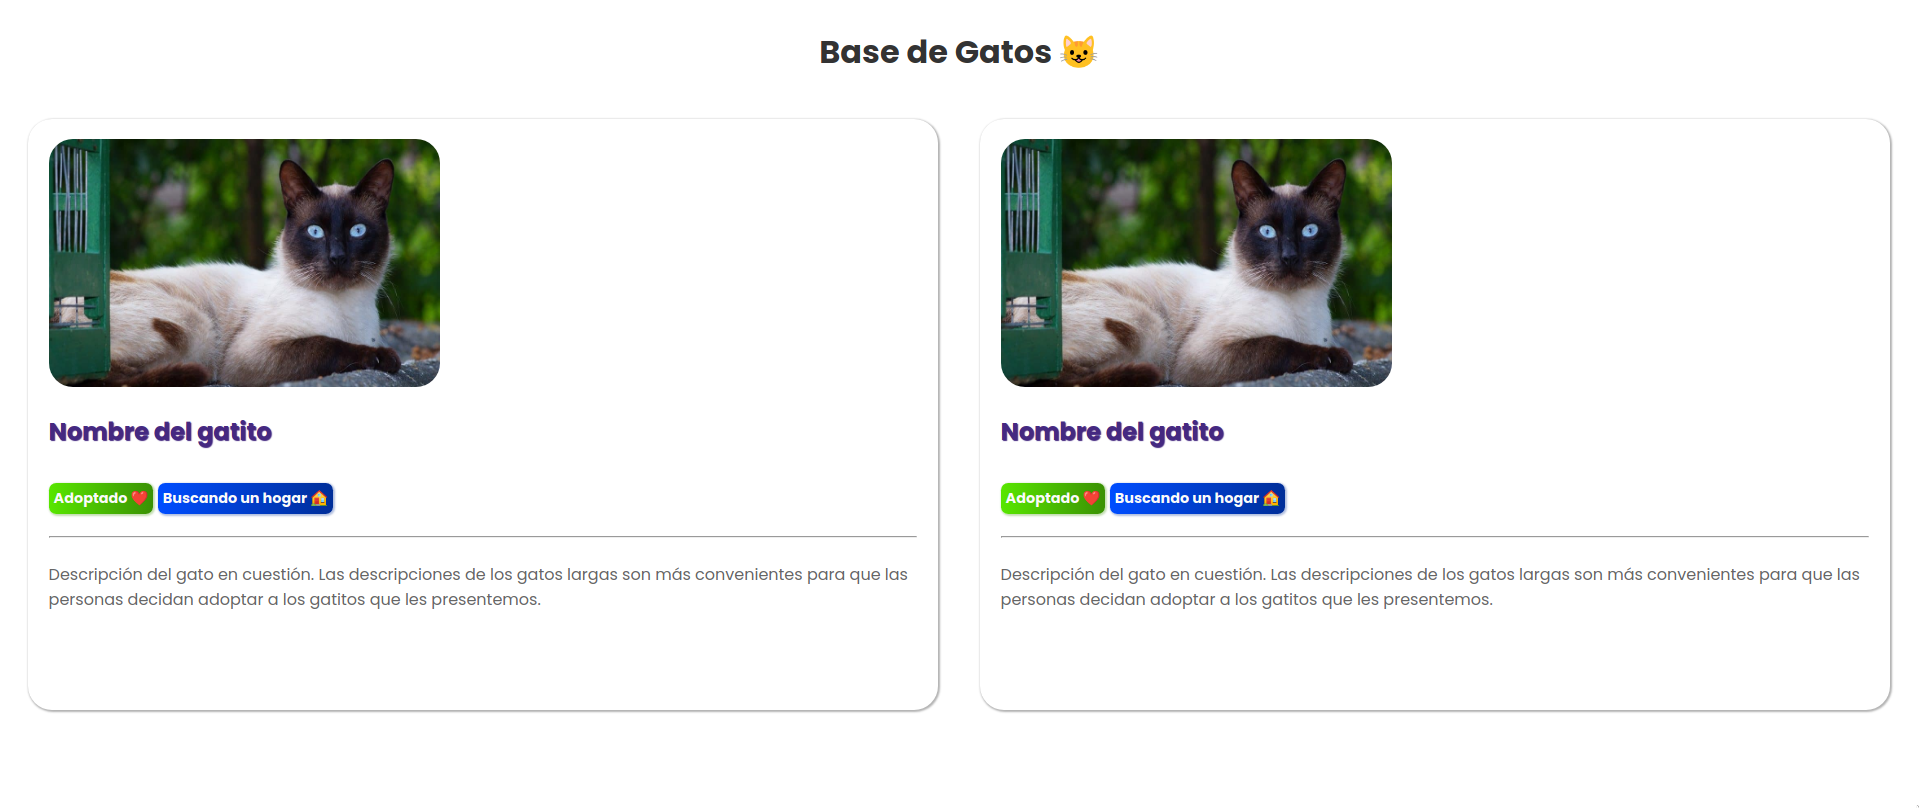 Base de Gatos 😺
Nombre del gatito
Adoptado ❤️ Buscando un hogar 🏠
Descripción del gato en cuestión. Las descripciones de los gatos largas son más convenientes para que las
personas decidan adoptar a los gatitos que les presentemos.
Nombre del gatito
Adoptado ❤️ Buscando un hogar 🏠
Descripción del gato en cuestión. Las descripciones de los gatos largas son más convenientes para que las
personas decidan adoptar a los gatitos que les presentemos.